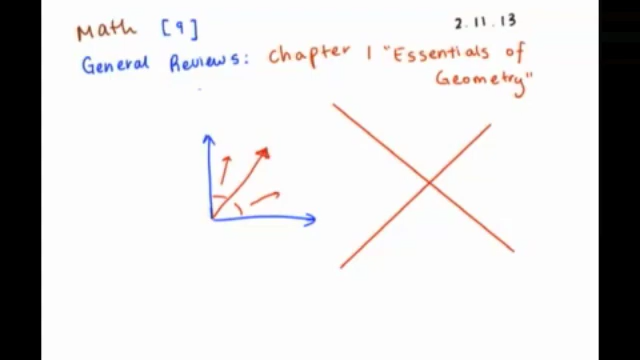 Math [9]
2.11.13
General Reviews: Chapter 1 "Essentials of
Geometry"